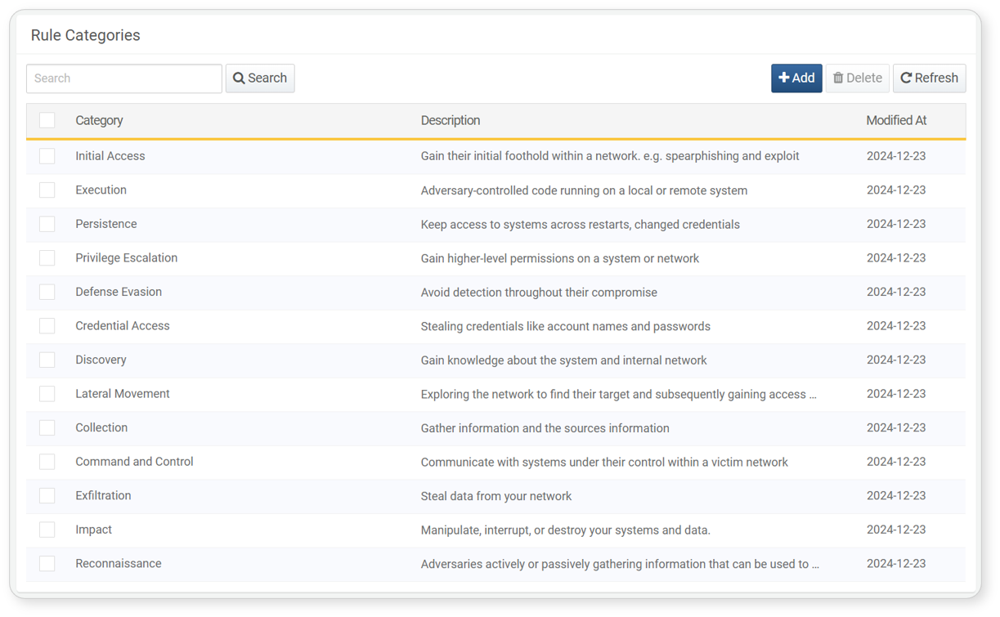 Rule Categories
Search Search Add Delete Refresh
Category Description Modified At
Initial Access Gain their initial foothold within a network. e.g. spearphishing and exploit 2024-12-23
Execution Adversary-controlled code running on a local or remote system 2024-12-23
Persistence Keep access to systems across restarts, changed credentials 2024-12-23
Privilege Escalation Gain higher-level permissions on a system or network 2024-12-23
Defense Evasion Avoid detection throughout their compromise 2024-12-23
Credential Access Stealing credentials like account names and passwords 2024-12-23
Discovery Gain knowledge about the system and internal network 2024-12-23
Lateral Movement Exploring the network to find their target and subsequently gaining access ... 2024-12-23
Collection Gather information and the sources information 2024-12-23
Command and Control Communicate with systems under their control within a victim network 2024-12-23
Exfiltration Steal data from your network 2024-12-23
Impact Manipulate, interrupt, or destroy your systems and data. 2024-12-23
Reconnaissance Adversaries actively or passively gathering information that can be used to ... 2024-12-23